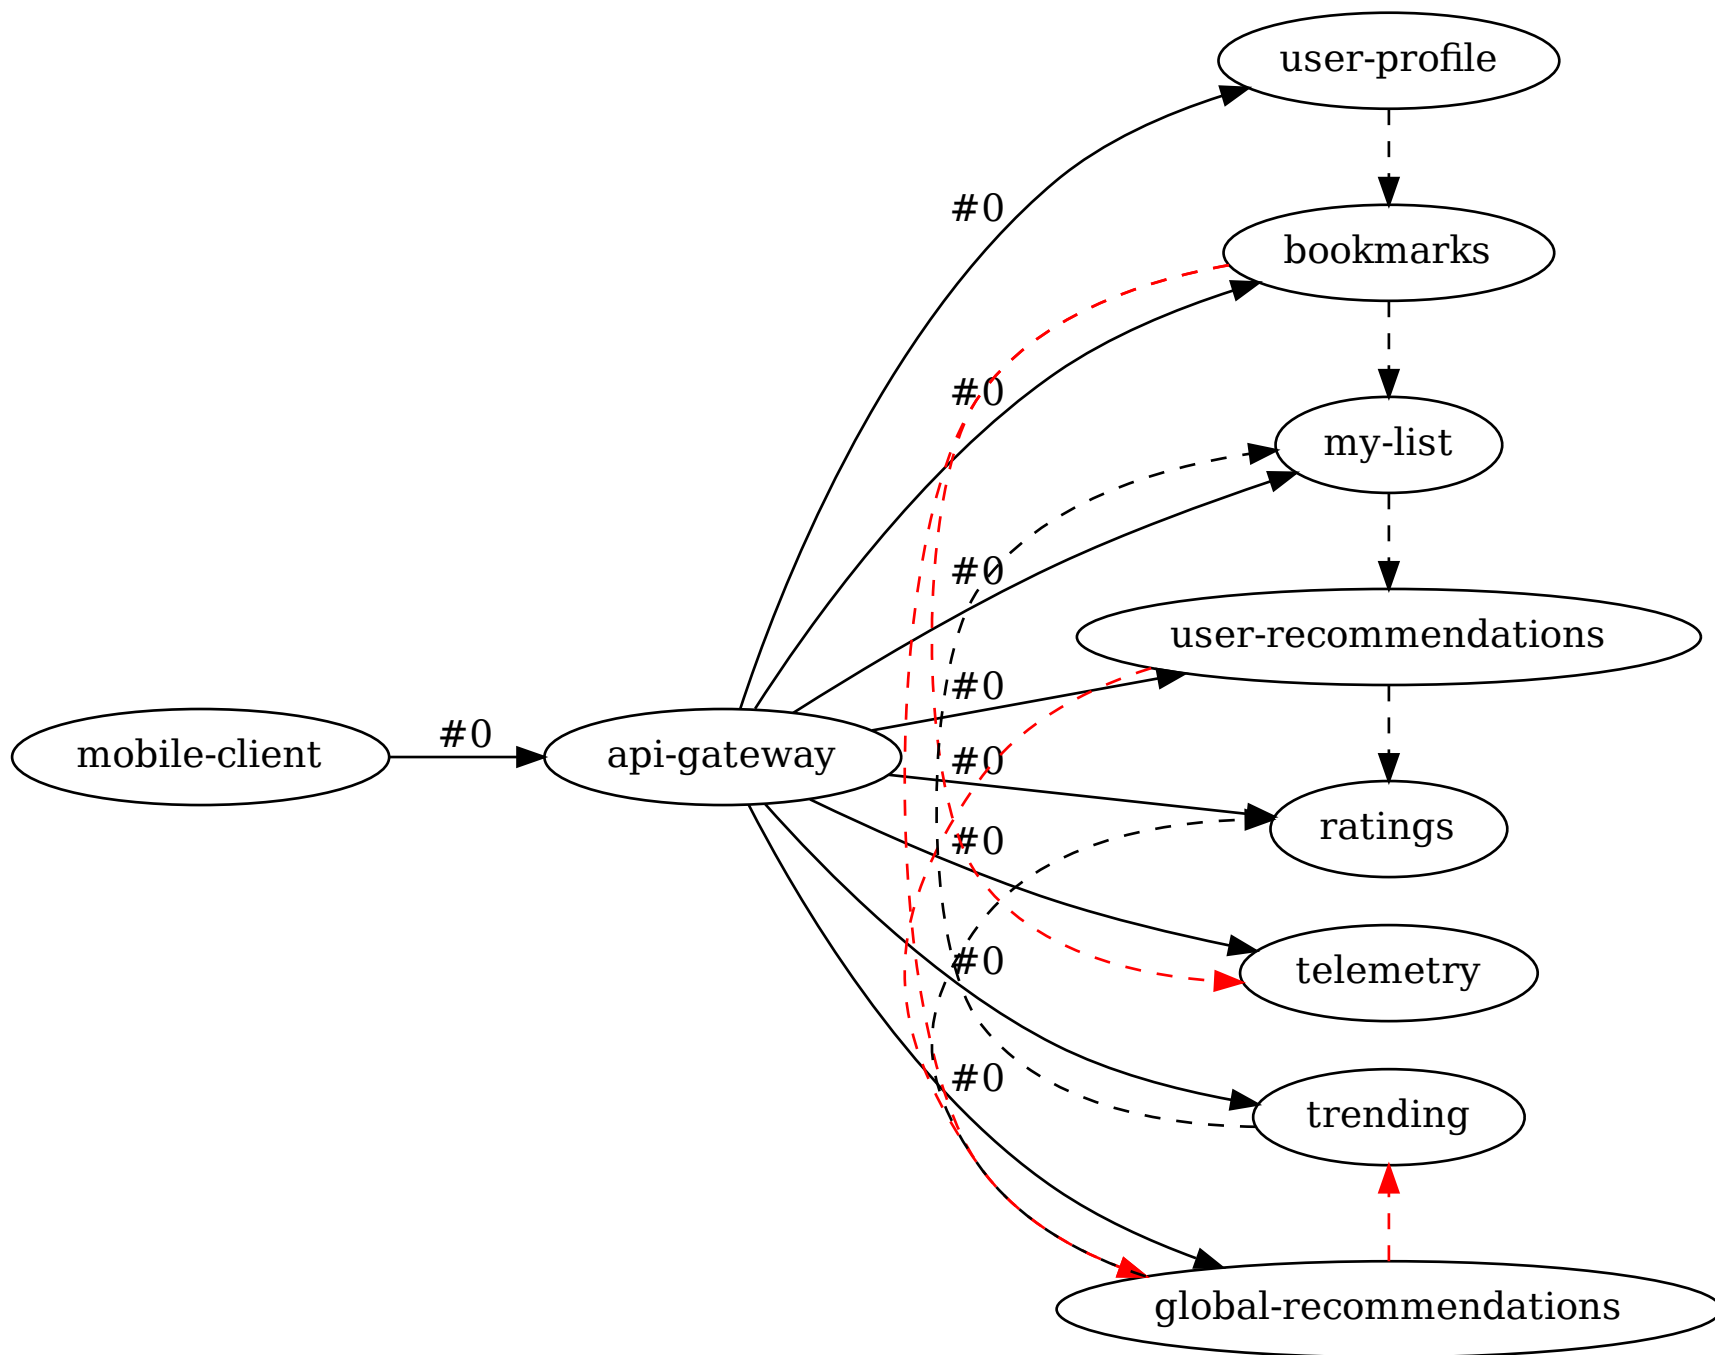 user-profile
#0
bookmarks
#0
my-list
#0
user-recommendations
#0
mobile-client
#0
api-gateway
#0
ratings
#0
telemetry
#0
trending
#0
global-recommendations